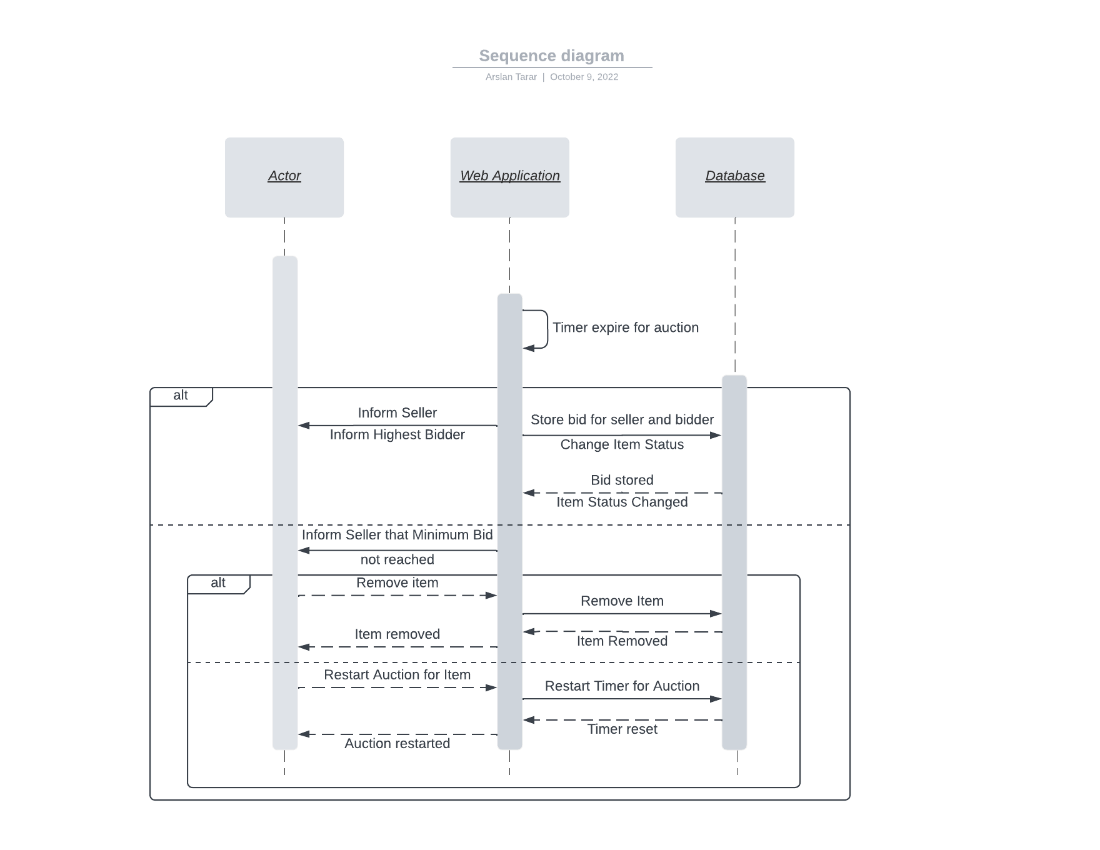 Sequence diagram
Arslan Tarar | October 9, 2022
Actor
Web Application
Database
Timer expire for auction
alt
Inform Seller
Inform Highest Bidder
Store bid for seller and bidder
Change Item Status
Bid stored
Item Status Changed
Inform Seller that Minimum Bid
not reached
alt
Remove item
Remove Item
Item Removed
Item removed
Restart Auction for Item
Restart Timer for Auction
Timer reset
Auction restarted